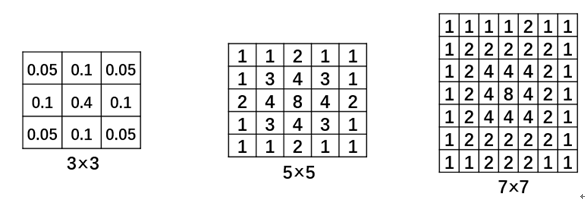 0.05 0.1 0.05
0.1 0.4 0.1
0.05 0.1 0.05
3×3
1 1 2 1 1
1 3 4 3 1
2 4 8 4 2
1 3 4 3 1
1 1 2 1 1
5×5
1 1 1 1 2 1 1
1 2 2 2 2 2 1
1 2 4 4 4 2 1
1 2 4 8 4 2 1
1 2 4 4 4 2 1
1 2 2 2 2 2 1
1 1 2 2 2 1 1
7×7